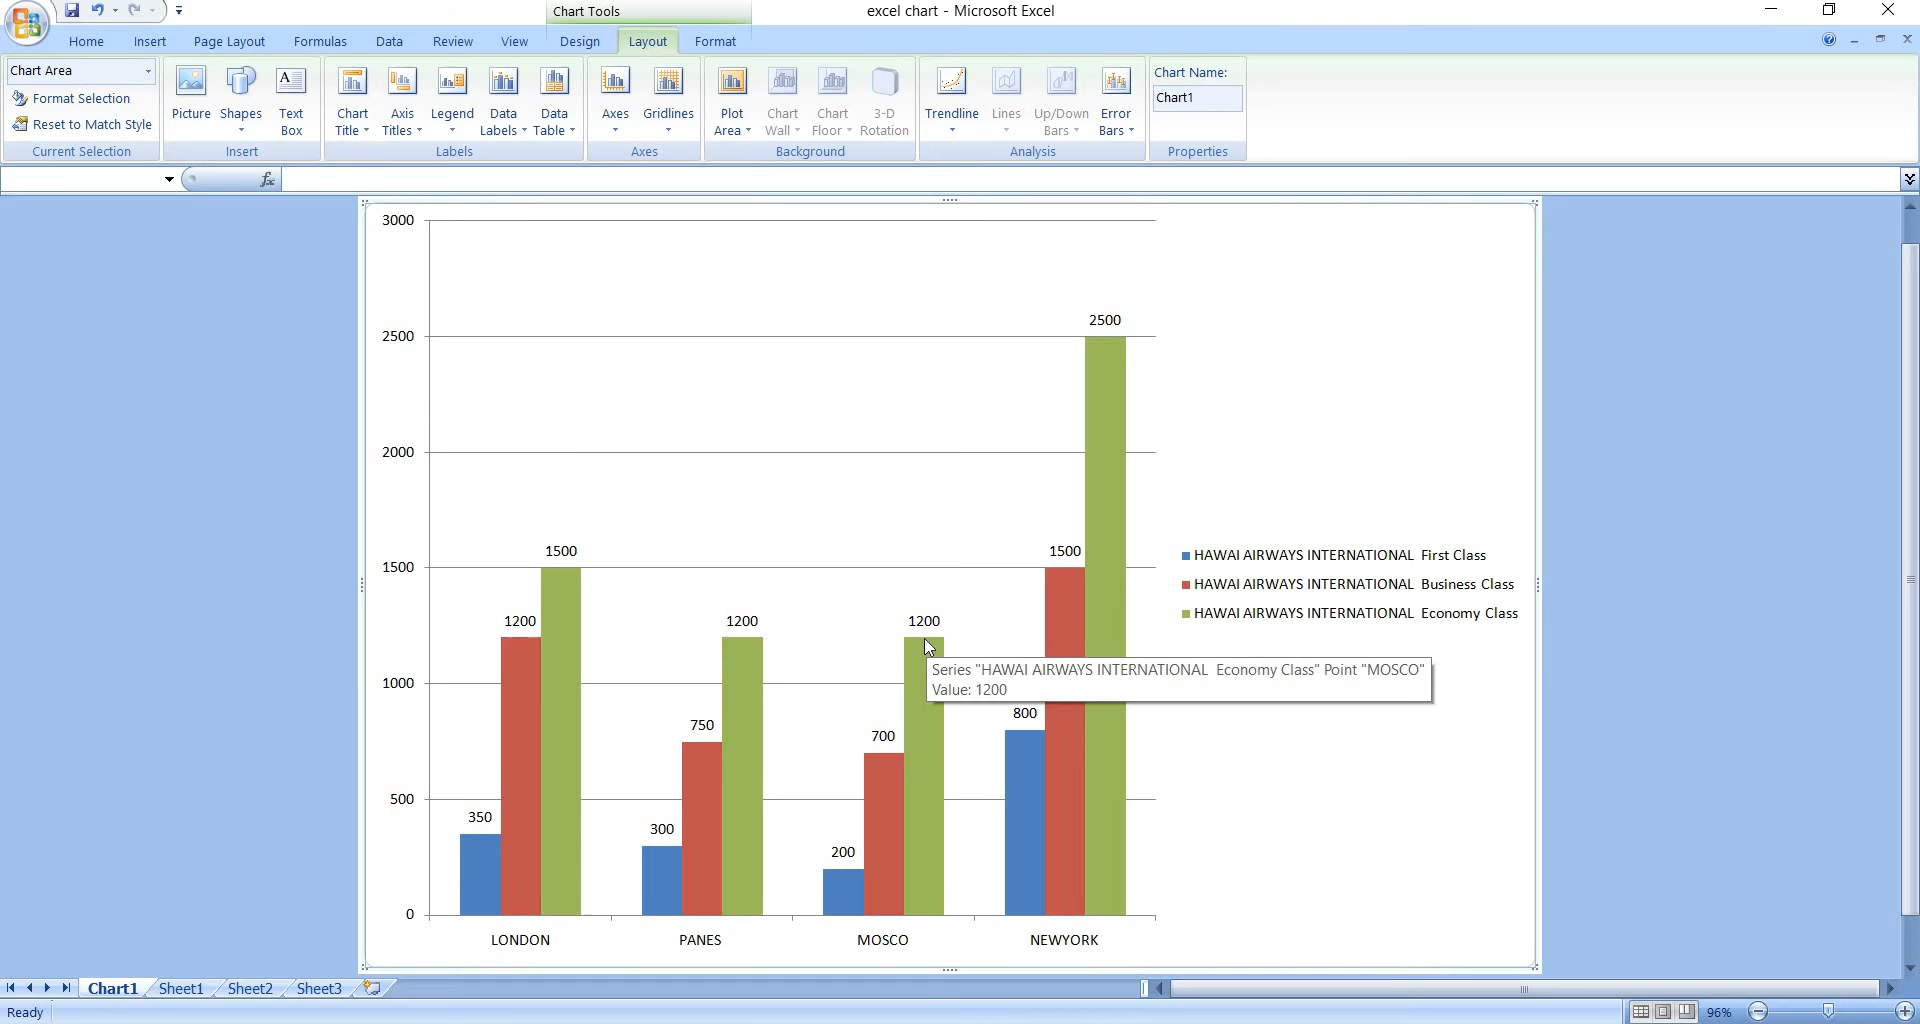 Chart Tools
excel chart - Microsoft Excel
Home Insert Page Layout Formulas Data Review View Design Layout Format
Chart Area
Format Selection
Reset to Match Style
Current Selection
Picture
Shapes
Text
Box
Insert
Chart
Title
Axis
Titles
Legend
Data
Labels
Data
Table
Labels
Axes
Gridlines
Axes
Plot
Area
Chart
Wall
Chart
Floor
3-D
Rotation
Background
Trendline
Lines
Up/Down
Bars
Error
Bars
Analysis
Chart Name:
Chart1
Properties
fx
3000
2500
2000
1500
1000
500
0
350
1200
1500
300
750
1200
200
700
1200
800
1500
2500
LONDON
PANES
MOSCO
NEWYORK
HAWAI AIRWAYS INTERNATIONAL  First Class
HAWAI AIRWAYS INTERNATIONAL  Business Class
HAWAI AIRWAYS INTERNATIONAL  Economy Class
Series "HAWAI AIRWAYS INTERNATIONAL  Economy Class" Point "MOSCO"
Value: 1200
Chart1 Sheet1 Sheet2 Sheet3
Ready
96%